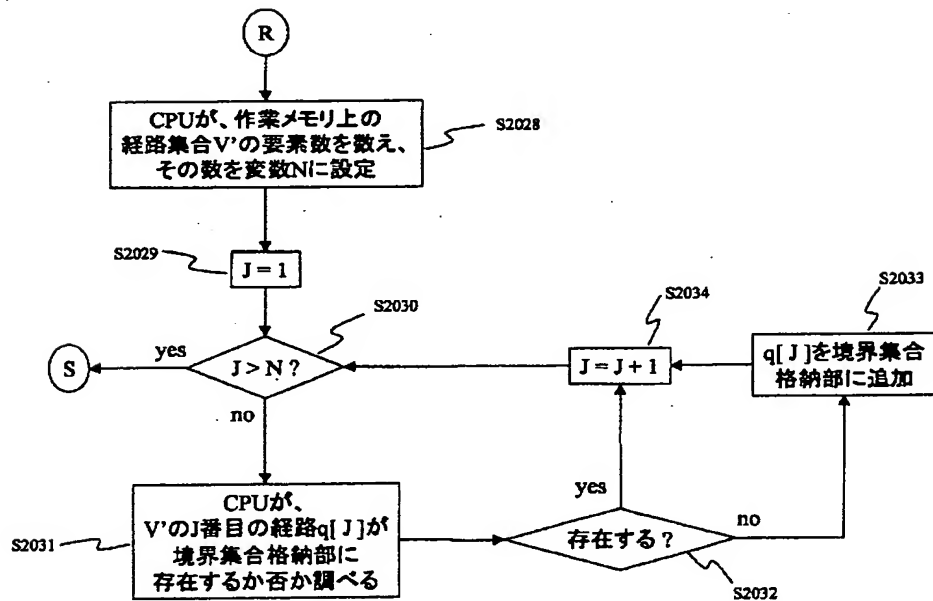 R
CPUが、作業メモリ上の
経路集合V'の要素数を数え、
その数を変数Nに設定
S2028
S2029
J = 1
S2030
S2034
S2033
S
yes
J > N ?
J = J + 1
q[ J ]を境界集合
格納部に追加
no
CPUが、
V'のJ番目の経路q[ J ]が
境界集合格納部に
存在するか否か調べる
S2031
yes
存在する ?
no
S2032